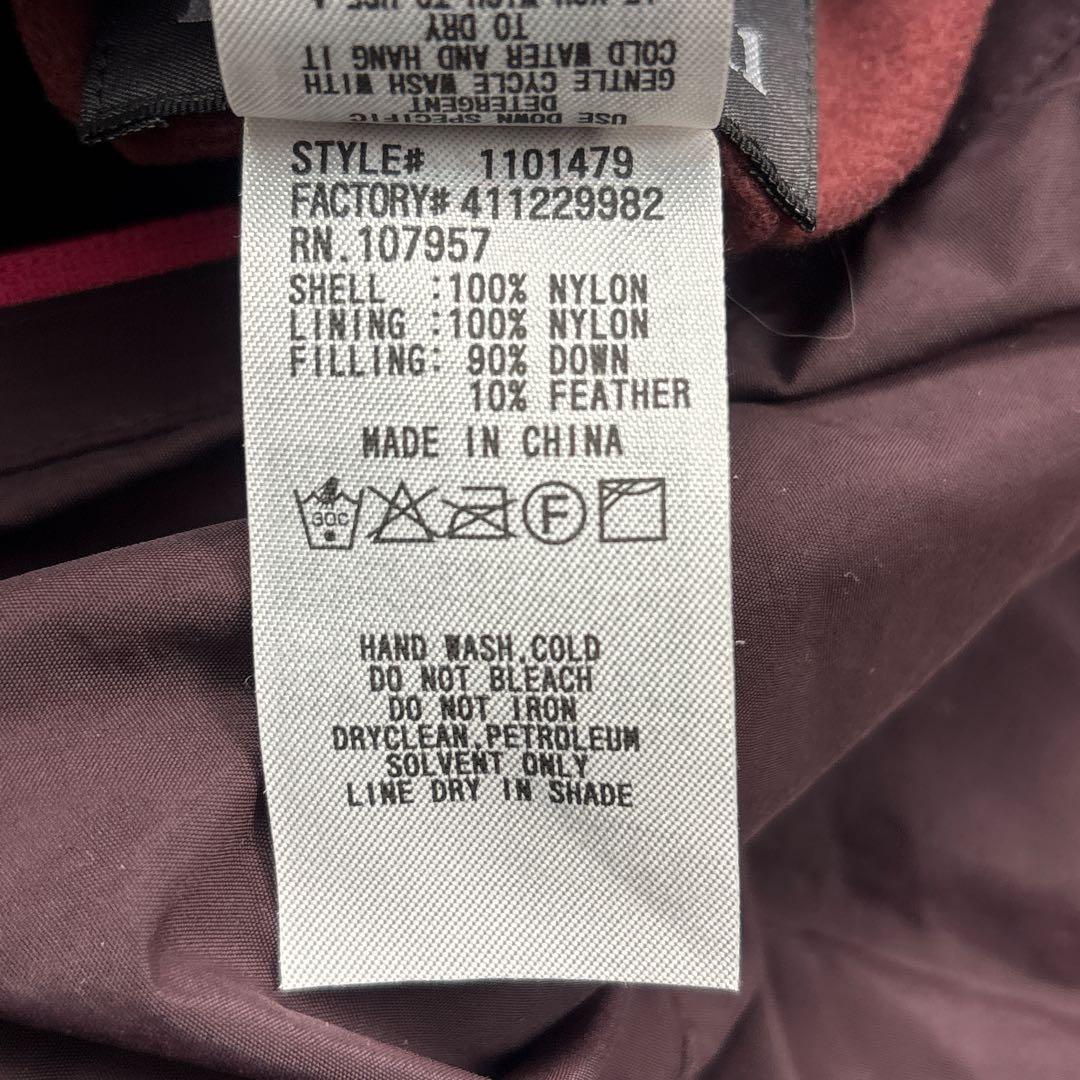 TO DRY
COLD WATER AND HANG IT
GENTLE CYCLE WASH WITH
DETERGENT
USE DOWN SPECIFIC
STYLE# 1101479
FACTORY# 411229982
RN.107957
SHELL :100% NYLON
LINING :100% NYLON
FILLING: 90% DOWN
10% FEATHER
MADE IN CHINA
30C
F
HAND WASH,COLD
DO NOT BLEACH
DO NOT IRON
DRYCLEAN,PETROLEUM
SOLVENT ONLY
LINE DRY IN SHADE